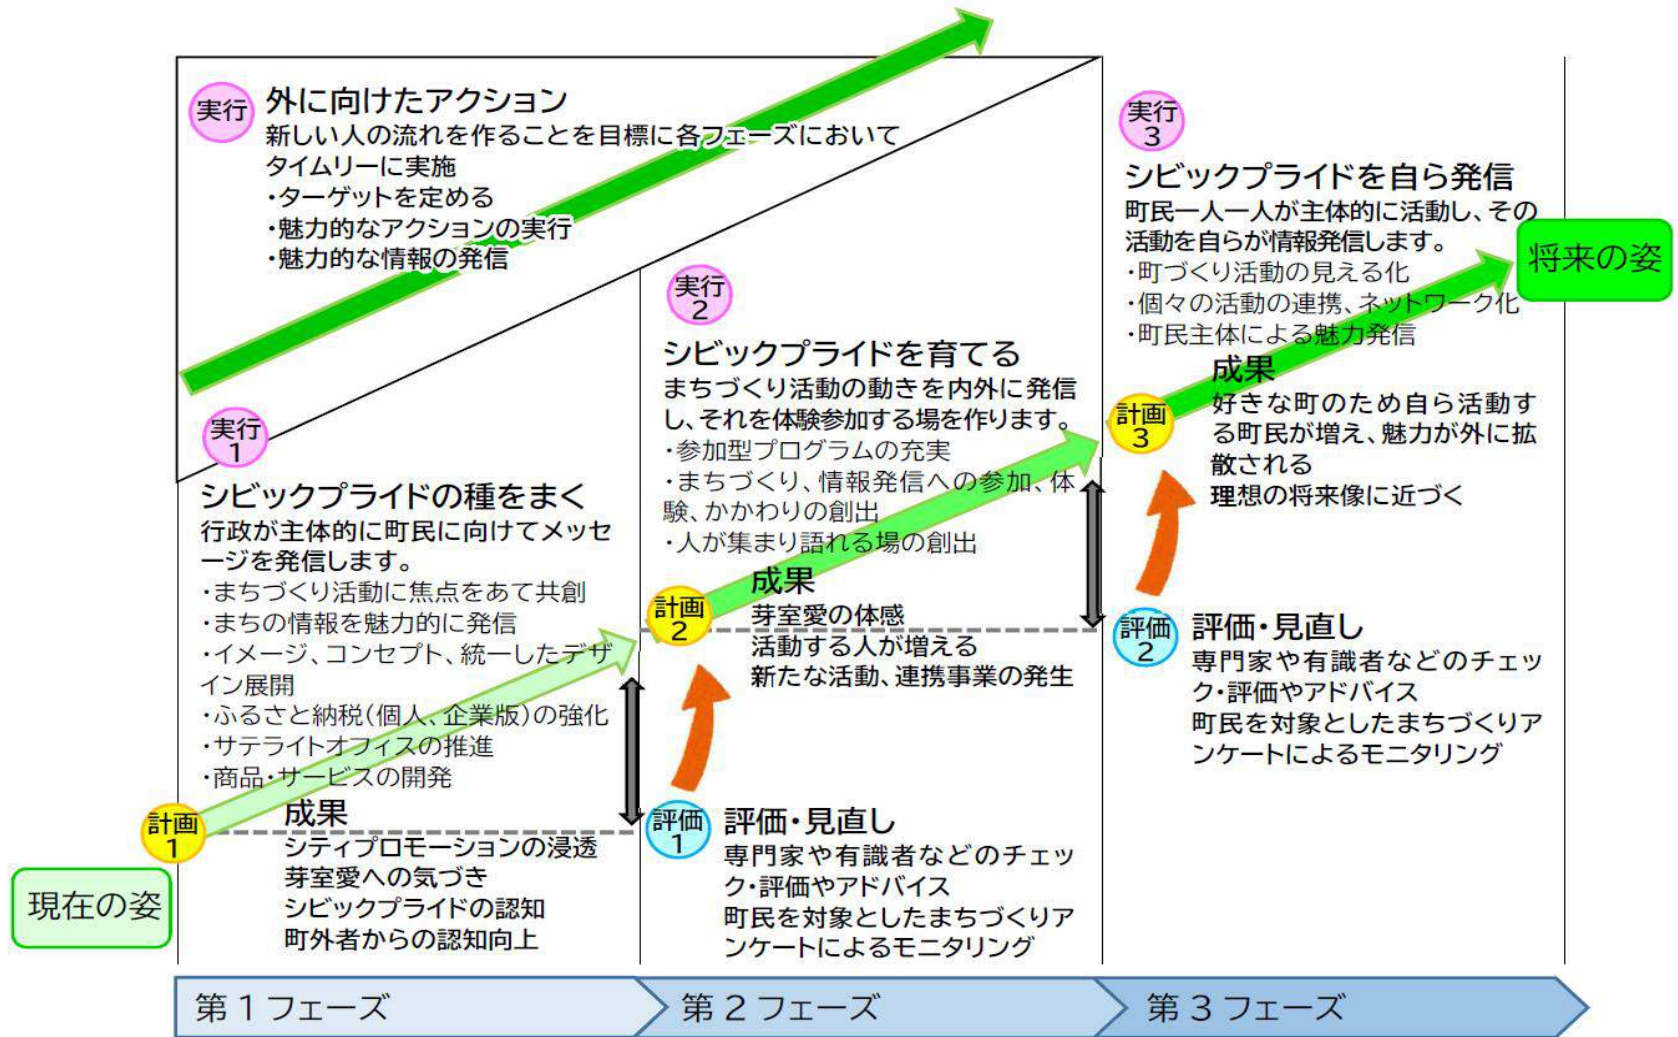 実行
外に向けたアクション
新しい人の流れを作ることを目標に各フェーズにおいて
タイムリーに実施
・ターゲットを定める
・魅力的なアクションの実行
・魅力的な情報の発信
実行
1
シビックプライドの種をまく
行政が主体的に町民に向けてメッセ
ージを発信します。
・まちづくり活動に焦点をあて共創
・まちの情報を魅力的に発信
・イメージ、コンセプト、統一したデザ
イン展開
・ふるさと納税(個人、企業版)の強化
・サテライトオフィスの推進
・商品・サービスの開発
計画
1
成果
シティプロモーションの浸透
芽室愛への気づき
シビックプライドの認知
町外者からの認知向上
現在の姿
実行
2
シビックプライドを育てる
まちづくり活動の動きを内外に発信
し、それを体験参加する場を作ります。
・参加型プログラムの充実
・まちづくり、情報発信への参加、体
験、かかわりの創出
・人が集まり語れる場の創出
計画
2
成果
芽室愛の体感
活動する人が増える
新たな活動、連携事業の発生
評価
1
評価・見直し
専門家や有識者などのチェッ
ク・評価やアドバイス
町民を対象としたまちづくりア
ンケートによるモニタリング
実行
3
シビックプライドを自ら発信
町民一人一人が主体的に活動し、その
活動を自らが情報発信します。
・町づくり活動の見える化
・個々の活動の連携、ネットワーク化
・町民主体による魅力発信
将来の姿
計画
3
成果
好きな町のため自ら活動す
る町民が増え、魅力が外に拡
散される
理想の将来像に近づく
評価
2
評価・見直し
専門家や有識者などのチェッ
ク・評価やアドバイス
町民を対象としたまちづくりア
ンケートによるモニタリング
第1フェーズ
第2フェーズ
第3フェーズ